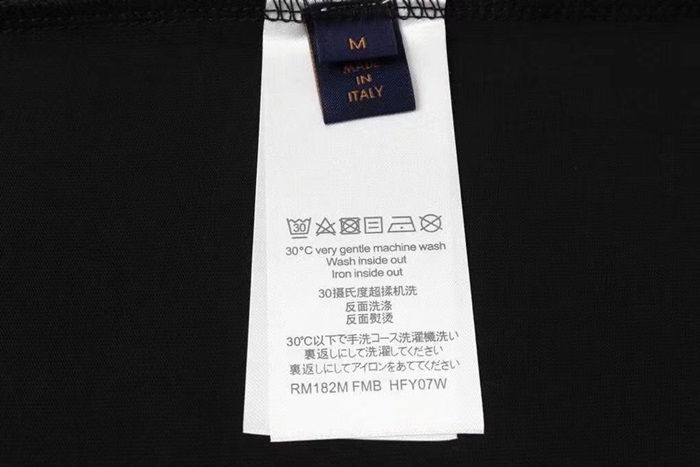 M
MADE
IN
ITALY
30
30°C very gentle machine wash
Wash inside out
Iron inside out
30摄氏度超揉机洗
反面洗涤
反面熨烫
30℃以下で手洗コース洗濯機洗い
裏返しにして洗濯してください
裏返しにしてアイロンをあててください
RM182M FMB HFY07W